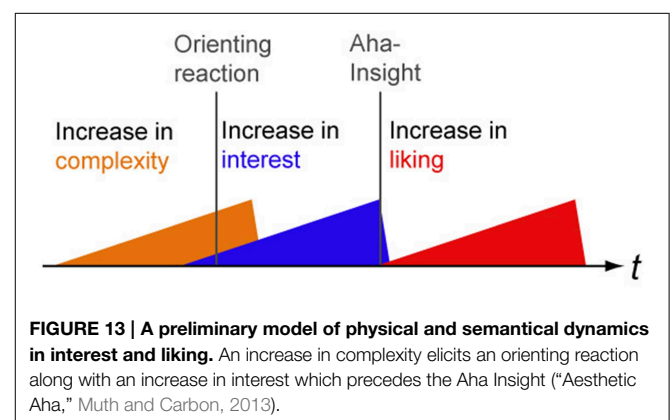 Orienting
reaction
Aha-
Insight
Increase in
complexity
Increase in
interest
Increase in
liking
t
FIGURE 13 | A preliminary model of physical and semantical dynamics
in interest and liking. An increase in complexity elicits an orienting reaction
along with an increase in interest which precedes the Aha Insight (“Aesthetic
Aha,” Muth and Carbon, 2013).